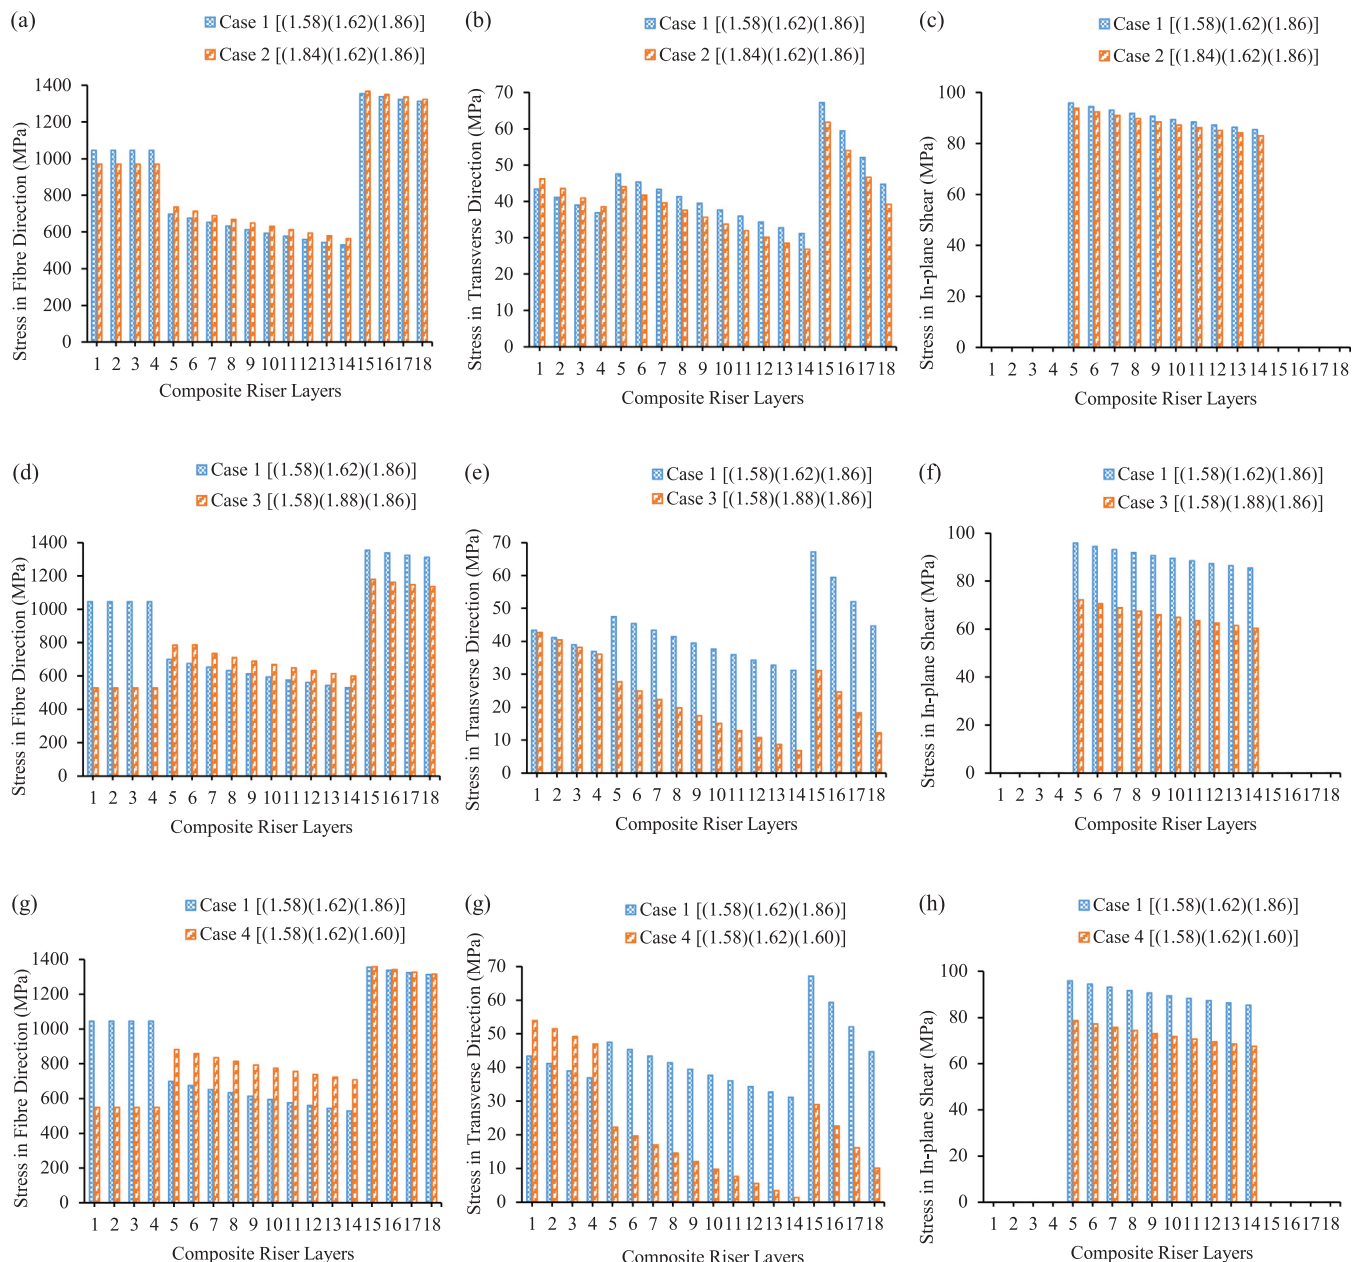 (a)
Case 1 [(1.58)(1.62)(1.86)]
Case 2 [(1.84)(1.62)(1.86)]
Stress in Fibre Direction (MPa)
1400
1200
1000
800
600
400
200
0
1 2 3 4 5 6 7 8 9 10 11 12 13 14 15 16 17 18
Composite Riser Layers
(b)
Case 1 [(1.58)(1.62)(1.86)]
Case 2 [(1.84)(1.62)(1.86)]
Stress in Transverse Direction (MPa)
70
60
50
40
30
20
10
0
1 2 3 4 5 6 7 8 9 10 11 12 13 14 15 16 17 18
Composite Riser Layers
(c)
Case 1 [(1.58)(1.62)(1.86)]
Case 2 [(1.84)(1.62)(1.86)]
Stress in In-plane Shear (MPa)
100
80
60
40
20
0
1 2 3 4 5 6 7 8 9 10 11 12 13 14 15 16 17 18
Composite Riser Layers
(d)
Case 1 [(1.58)(1.62)(1.86)]
Case 3 [(1.58)(1.88)(1.86)]
Stress in Fibre Direction (MPa)
1400
1200
1000
800
600
400
200
0
1 2 3 4 5 6 7 8 9 10 11 12 13 14 15 16 17 18
Composite Riser Layers
(e)
Case 1 [(1.58)(1.62)(1.86)]
Case 3 [(1.58)(1.88)(1.86)]
Stress in Transverse Direction (MPa)
70
60
50
40
30
20
10
0
1 2 3 4 5 6 7 8 9 10 11 12 13 14 15 16 17 18
Composite Riser Layers
(f)
Case 1 [(1.58)(1.62)(1.86)]
Case 3 [(1.58)(1.88)(1.86)]
Stress in In-plane Shear (MPa)
100
80
60
40
20
0
1 2 3 4 5 6 7 8 9 10 11 12 13 14 15 16 17 18
Composite Riser Layers
(g)
Case 1 [(1.58)(1.62)(1.86)]
Case 4 [(1.58)(1.62)(1.60)]
Stress in Fibre Direction (MPa)
1400
1200
1000
800
600
400
200
0
1 2 3 4 5 6 7 8 9 10 11 12 13 14 15 16 17 18
Composite Riser Layers
(g)
Case 1 [(1.58)(1.62)(1.86)]
Case 4 [(1.58)(1.62)(1.60)]
Stress in Transverse Direction (MPa)
70
60
50
40
30
20
10
0
1 2 3 4 5 6 7 8 9 10 11 12 13 14 15 16 17 18
Composite Riser Layers
(h)
Case 1 [(1.58)(1.62)(1.86)]
Case 4 [(1.58)(1.62)(1.60)]
Stress in In-plane Shear (MPa)
100
80
60
40
20
0
1 2 3 4 5 6 7 8 9 10 11 12 13 14 15 16 17 18
Composite Riser Layers